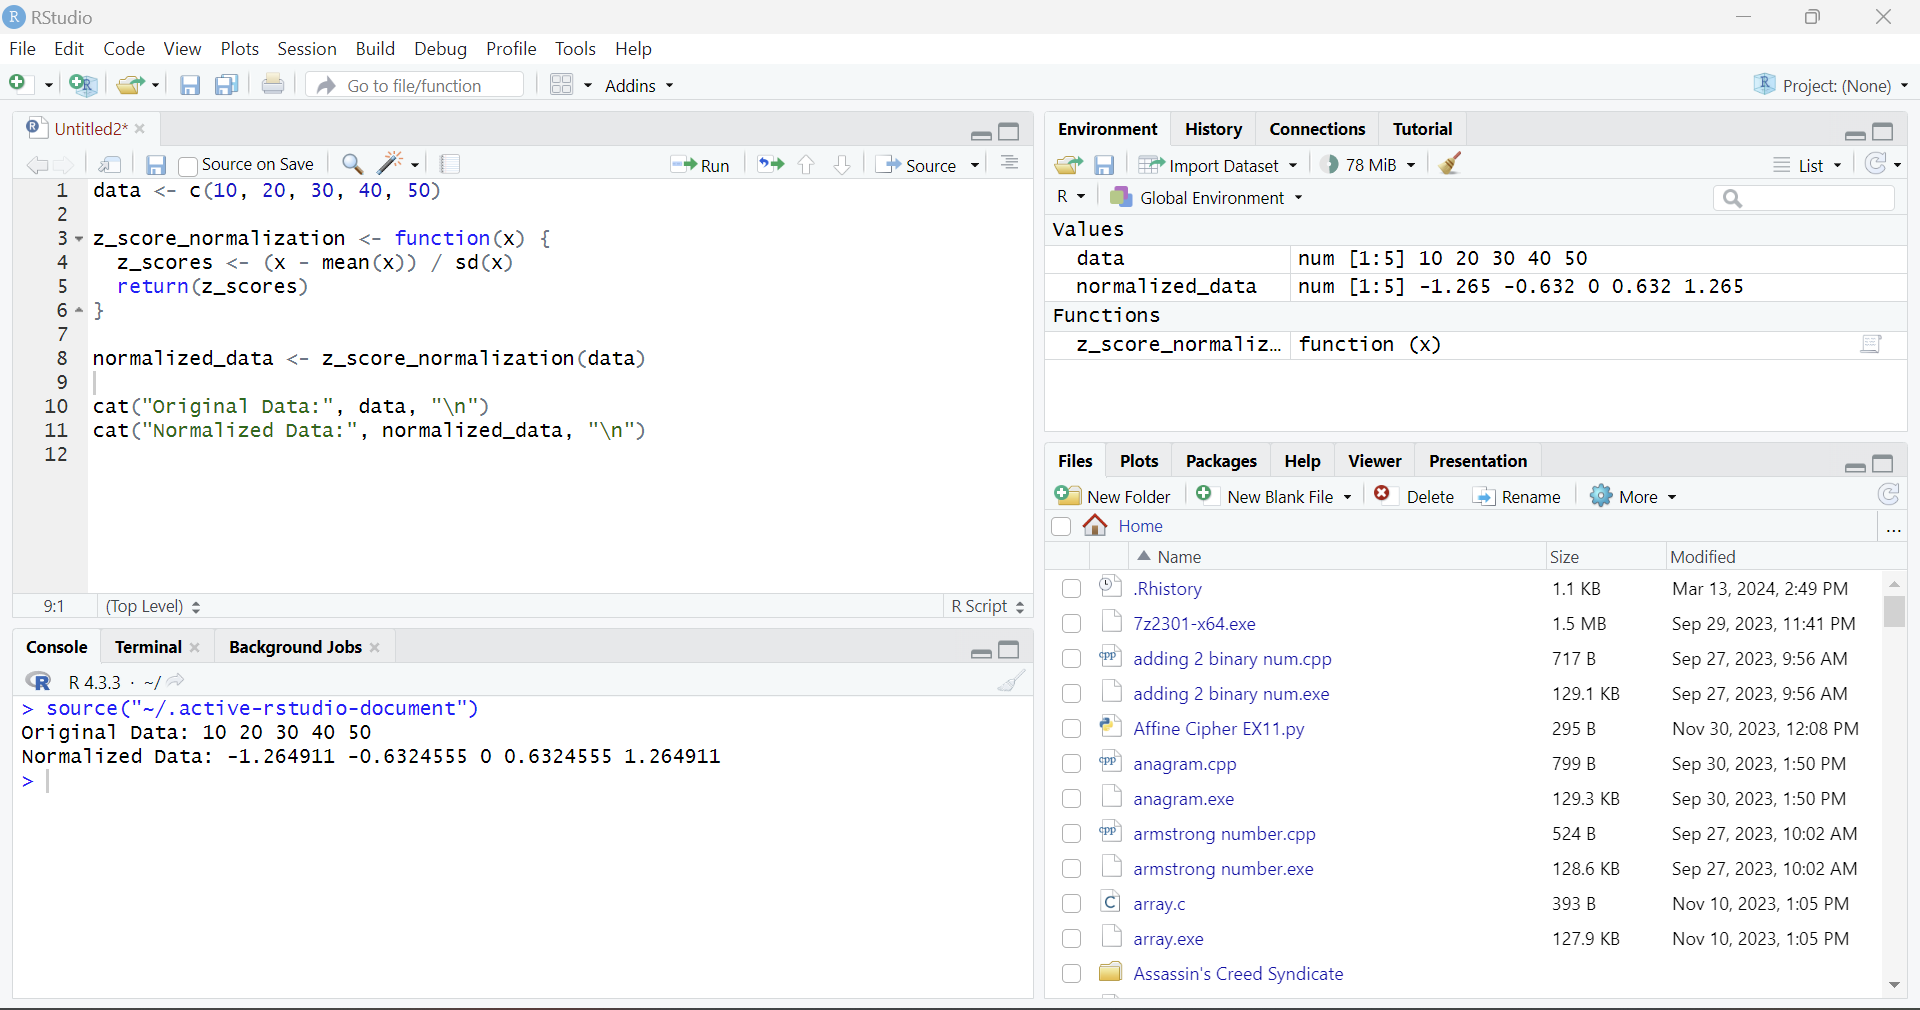 RStudio
File Edit Code View Plots Session Build Debug Profile Tools Help
Go to file/function Addins Project: (None)
Untitled2*
Source on Save Run Source
1 data <- c(10, 20, 30, 40, 50)
2
3 z_score_normalization <- function(x) {
4 z_scores <- (x - mean(x)) / sd(x)
5 return(z_scores)
6 }
7
8 normalized_data <- z_score_normalization(data)
9
10 cat("Original Data:", data, "\n")
11 cat("Normalized Data:", normalized_data, "\n")
12
9:1 (Top Level) R Script
Console Terminal Background Jobs
R 4.3.3 · ~/
> source("~/.active-rstudio-document")
Original Data: 10 20 30 40 50
Normalized Data: -1.264911 -0.6324555 0 0.6324555 1.264911
>
Environment History Connections Tutorial
Import Dataset 78 MiB List
R Global Environment
Values
data num [1:5] 10 20 30 40 50
normalized_data num [1:5] -1.265 -0.632 0 0.632 1.265
Functions
z_score_normaliz… function (x)
Files Plots Packages Help Viewer Presentation
New Folder New Blank File Delete Rename More
Home ...
Name Size Modified
.Rhistory 1.1 KB Mar 13, 2024, 2:49 PM
7z2301-x64.exe 1.5 MB Sep 29, 2023, 11:41 PM
adding 2 binary num.cpp 717 B Sep 27, 2023, 9:56 AM
adding 2 binary num.exe 129.1 KB Sep 27, 2023, 9:56 AM
Affine Cipher EX11.py 295 B Nov 30, 2023, 12:08 PM
anagram.cpp 799 B Sep 30, 2023, 1:50 PM
anagram.exe 129.3 KB Sep 30, 2023, 1:50 PM
armstrong number.cpp 524 B Sep 27, 2023, 10:02 AM
armstrong number.exe 128.6 KB Sep 27, 2023, 10:02 AM
array.c 393 B Nov 10, 2023, 1:05 PM
array.exe 127.9 KB Nov 10, 2023, 1:05 PM
Assassin's Creed Syndicate